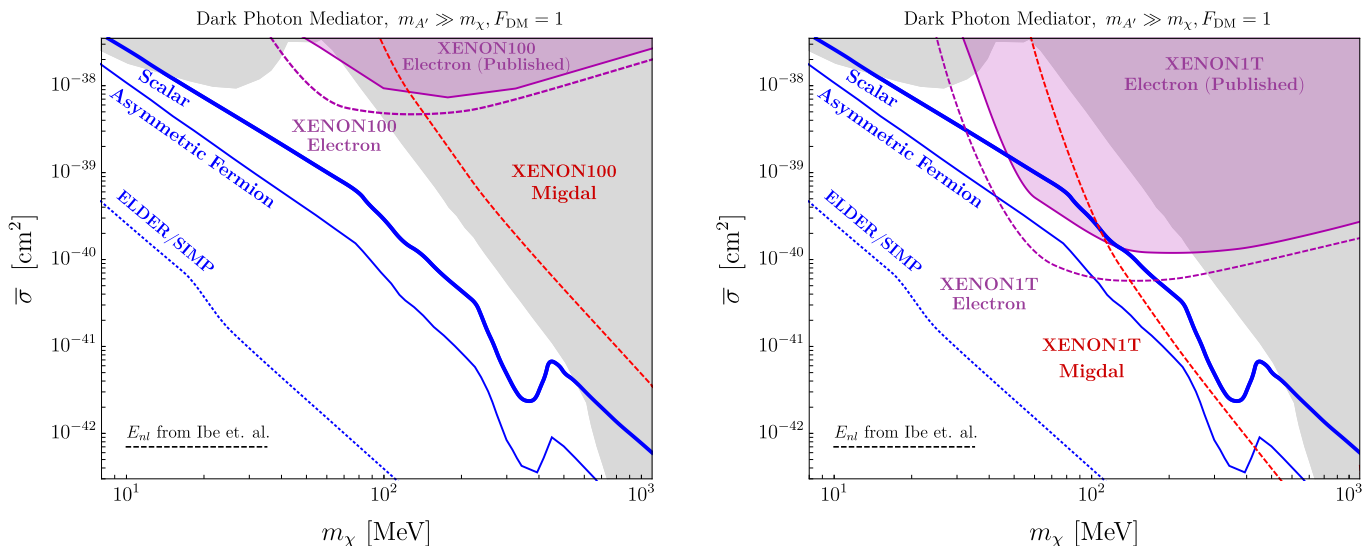 Dark Photon Mediator, m_{A′} ≫ m_χ, F_DM = 1
XENON100
Electron (Published)
Scalar
Asymmetric Fermion
XENON100
Electron
XENON100
Migdal
ELDER/SIMP
E_{nl} from Ibe et. al.
10^{-38}
10^{-39}
10^{-40}
10^{-41}
10^{-42}
σ̅ [cm²]
10^1
10^2
10^3
m_χ [MeV]
Dark Photon Mediator, m_{A′} ≫ m_χ, F_DM = 1
XENON1T
Electron (Published)
Scalar
Asymmetric Fermion
ELDER/SIMP
XENON1T
Electron
XENON1T
Migdal
E_{nl} from Ibe et. al.
10^{-38}
10^{-39}
10^{-40}
10^{-41}
10^{-42}
σ̅ [cm²]
10^1
10^2
10^3
m_χ [MeV]